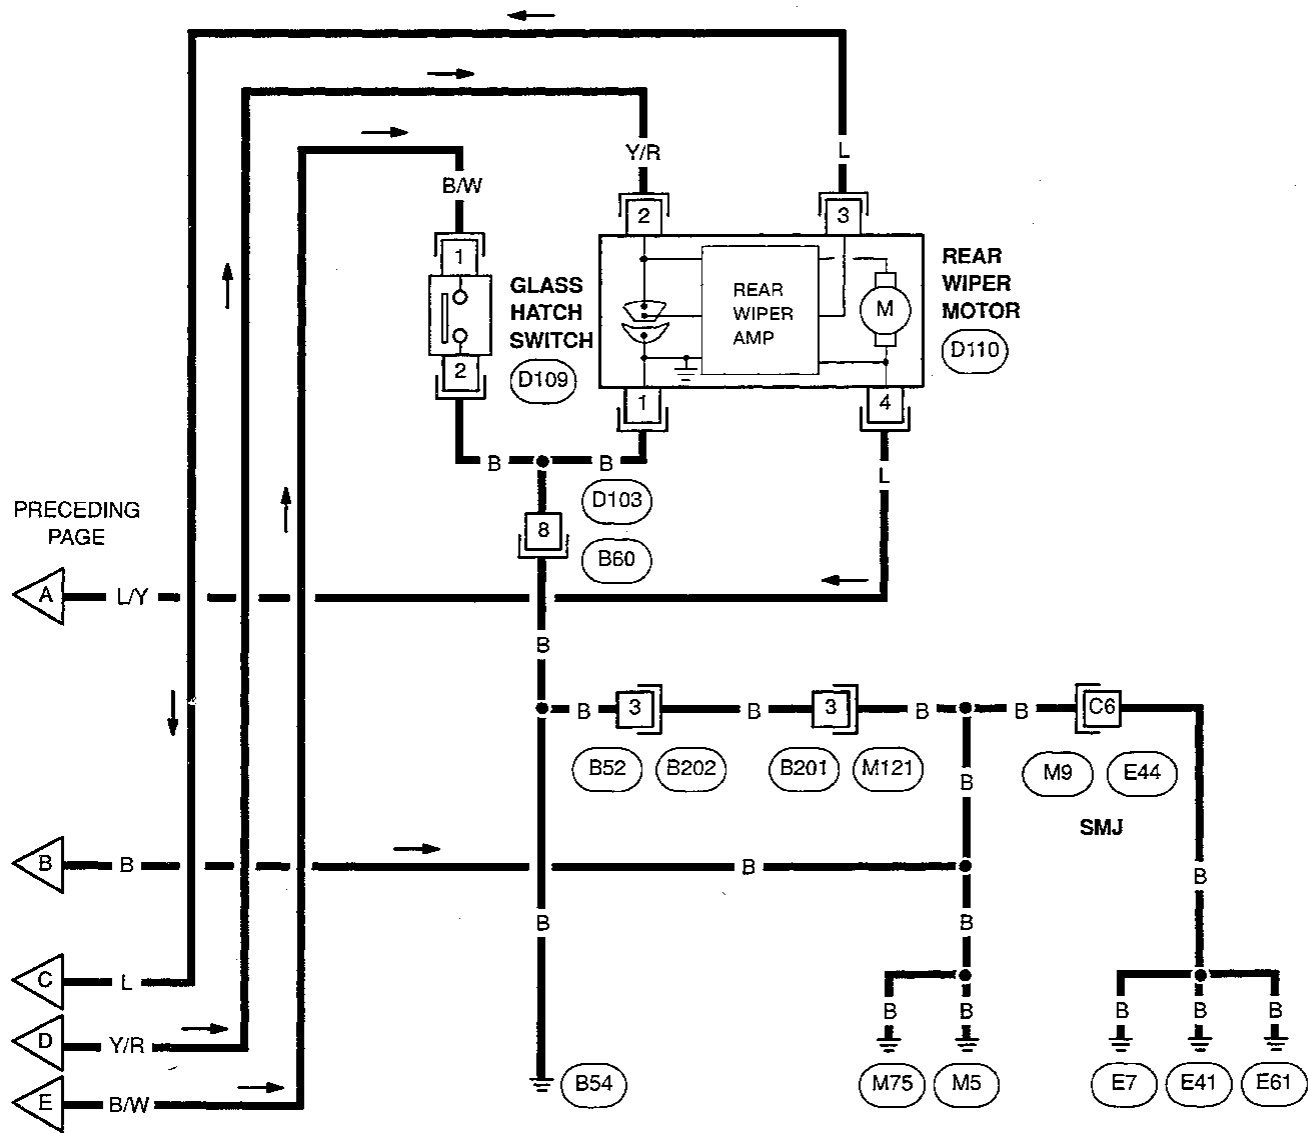 Y/R
L
B/W
2
3
1
REAR
WIPER
MOTOR
GLASS
HATCH
SWITCH
REAR
WIPER
AMP
M
D110
2
D109
1
4
B
B
L
D103
PRECEDING
PAGE
8
B60
A
L/Y
B
B
3
B
3
B
B
C6
B52
B202
B201
M121
M9
E44
B
SMJ
B
B
B
B
B
B
C
L
B
B
B
B
B
D
Y/R
B54
M75
M5
E7
E41
E61
E
B/W